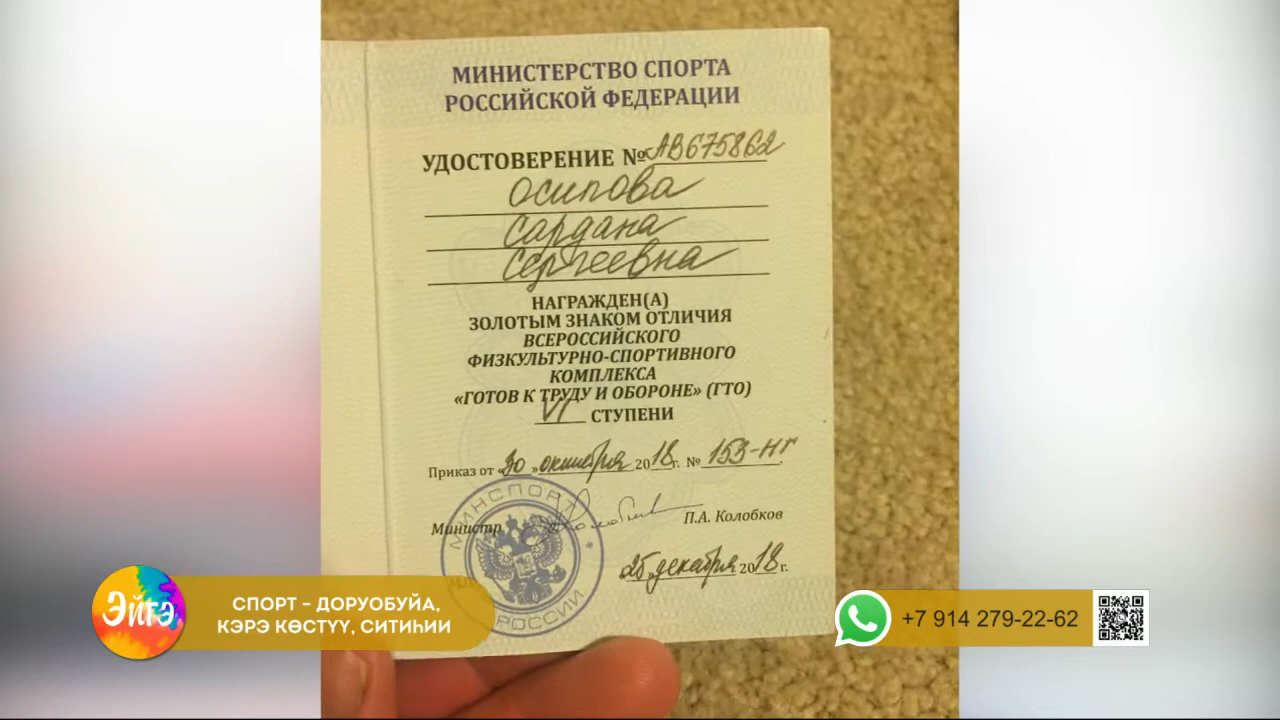 МИНИСТЕРСТВО СПОРТА
РОССИЙСКОЙ ФЕДЕРАЦИИ
УДОСТОВЕРЕНИЕ № АВ675862
Осипова
Сардана
Сергеевна
НАГРАЖДЕН(А)
ЗОЛОТЫМ ЗНАКОМ ОТЛИЧИЯ
ВСЕРОССИЙСКОГО
ФИЗКУЛЬТУРНО-СПОРТИВНОГО
КОМПЛЕКСА
«ГОТОВ К ТРУДУ И ОБОРОНЕ» (ГТО)
VI СТУПЕНИ
Приказ от «30» октября 2018 г. № 153-нг.
Министр П.А. Колобков
«25» декабря 2018 г.
МИНСПОРТ РОССИИ
Эйгэ
СПОРТ – ДОРУОБУЙА,
КЭРЭ КӨСТҮҮ, СИТИҺИИ
+7 914 279-22-62